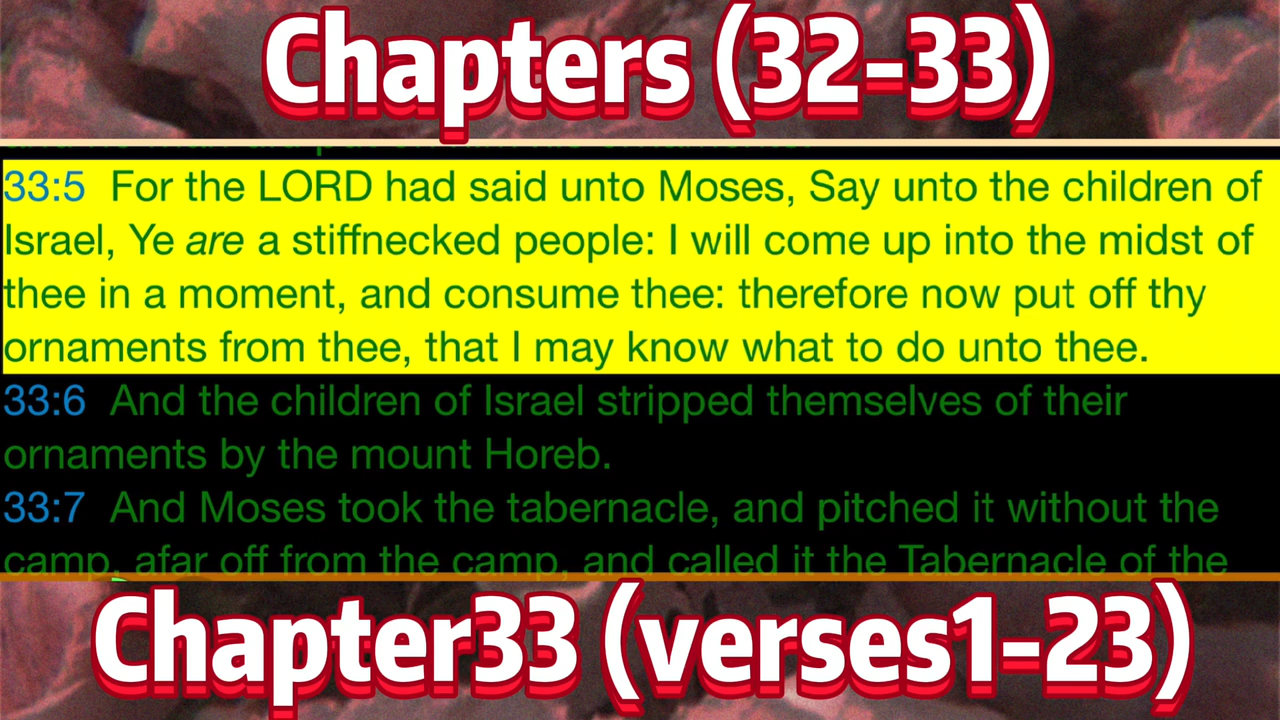 Chapters (32-33)
33:5 For the LORD had said unto Moses, Say unto the children of
Israel, Ye are a stiffnecked people: I will come up into the midst of
thee in a moment, and consume thee: therefore now put off thy
ornaments from thee, that I may know what to do unto thee.
33:6 And the children of Israel stripped themselves of their
ornaments by the mount Horeb.
33:7 And Moses took the tabernacle, and pitched it without the
camp, afar off from the camp, and called it the Tabernacle of the
Chapter33 (verses1-23)